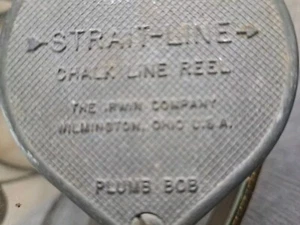 STRAIT-LINE
CHALK LINE REEL
THE IRWIN COMPANY
WILMINGTON, OHIO U.S.A.
PLUMB BOB